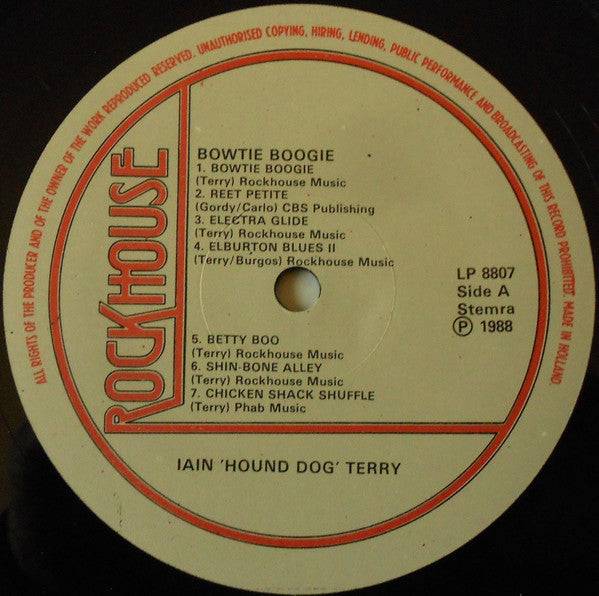 ALL RIGHTS OF THE PRODUCER AND OF THE OWNER OF THE WORK REPRODUCED RESERVED. UNAUTHORISED COPYING, HIRING, LENDING, PUBLIC PERFORMANCE AND BROADCASTING OF THIS RECORD PROHIBITED. MADE IN HOLLAND
ROCKHOUSE
BOWTIE BOOGIE
1. BOWTIE BOOGIE
(Terry) Rockhouse Music
2. REET PETITE
(Gordy/Carlo) CBS Publishing
3. ELECTRA GLIDE
(Terry) Rockhouse Music
4. ELBURTON BLUES II
(Terry/Burgos) Rockhouse Music
LP 8807
Side A
Stemra
Ⓟ 1988
5. BETTY BOO
(Terry) Rockhouse Music
6. SHIN-BONE ALLEY
(Terry) Rockhouse Music
7. CHICKEN SHACK SHUFFLE
(Terry) Phab Music
IAIN 'HOUND DOG' TERRY